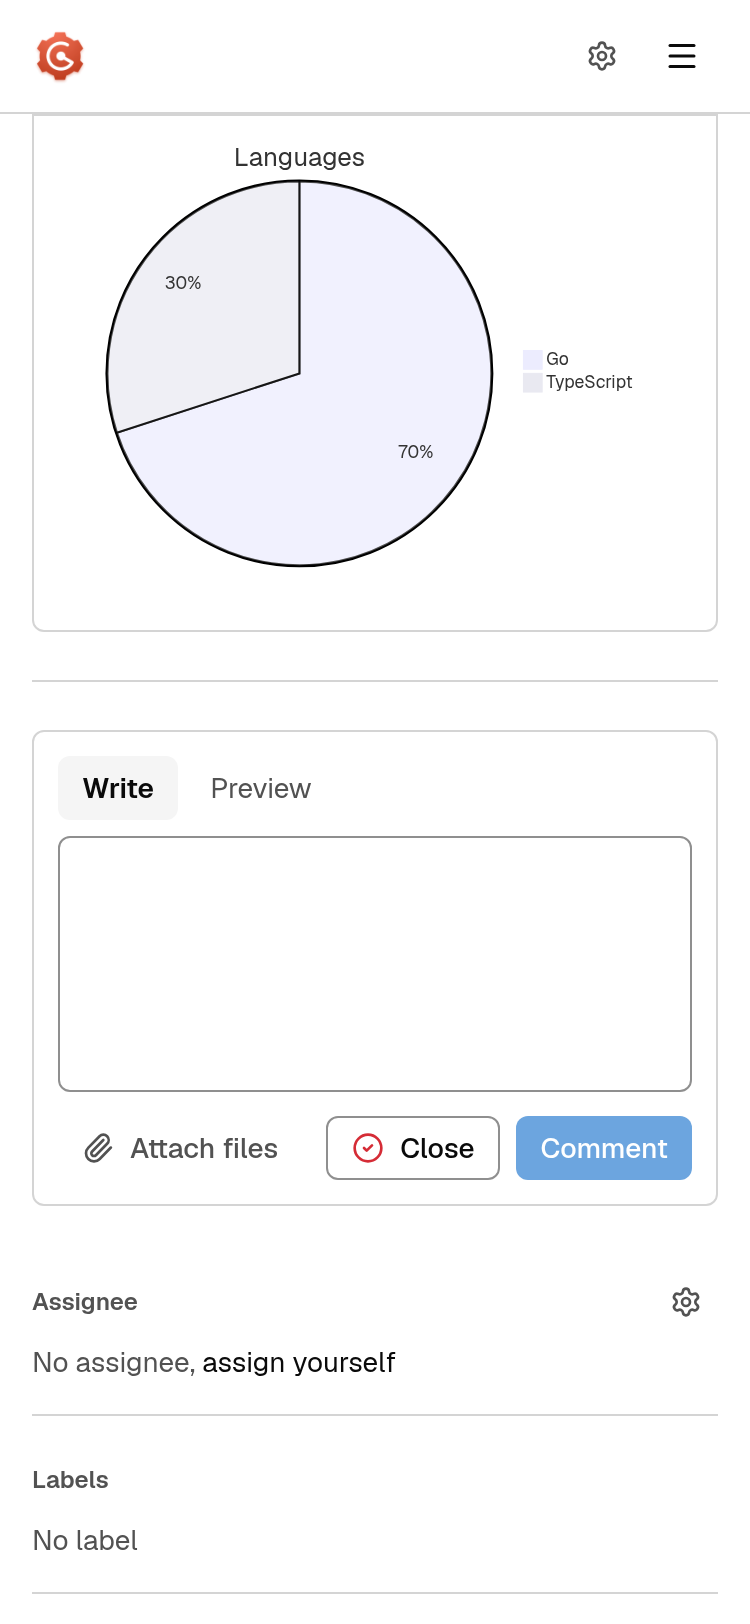 Languages
30%
Go
TypeScript
70%
Write
Preview
Attach files
Close
Comment
Assignee
No assignee, assign yourself
Labels
No label